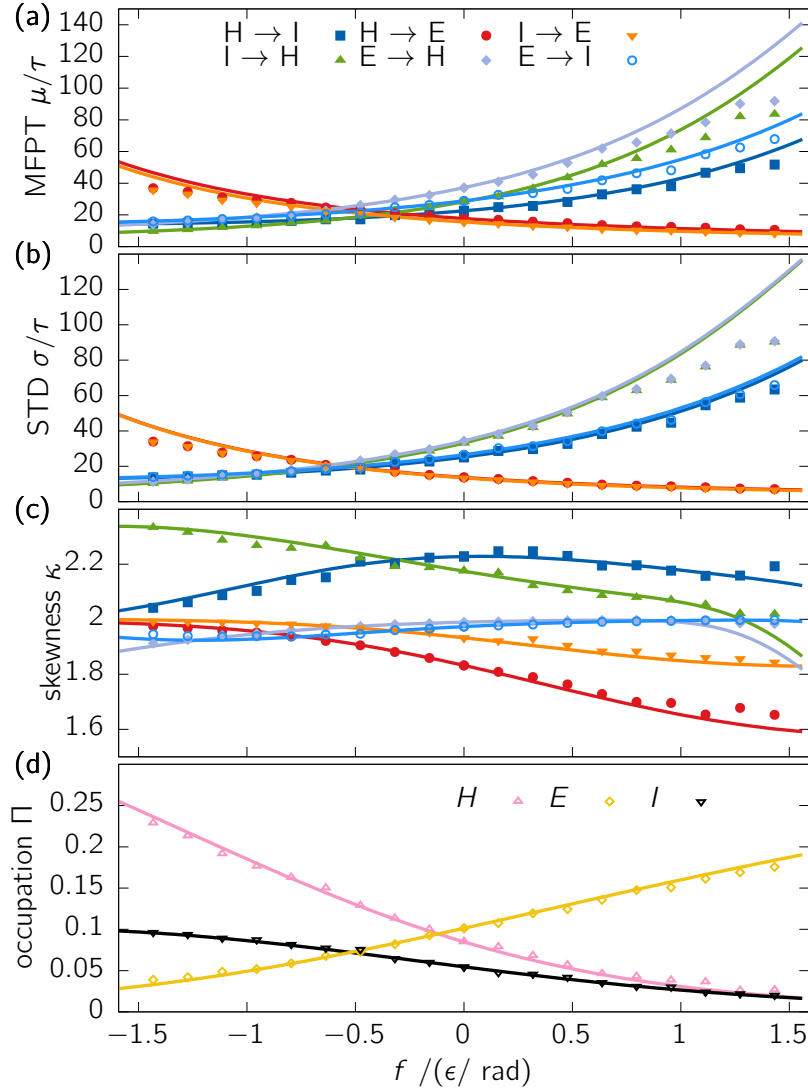 (a)
H → I H → E I → E
I → H E → H E → I
MFPT μ/τ
140
120
100
80
60
40
20
0
(b)
STD σ/τ
120
100
80
60
40
20
0
(c)
skewness κ
2.2
2
1.8
1.6
(d)
H E I
occupation Π
0.25
0.2
0.15
0.1
0.05
0
−1.5 −1 −0.5 0 0.5 1 1.5
f /(ϵ/ rad)